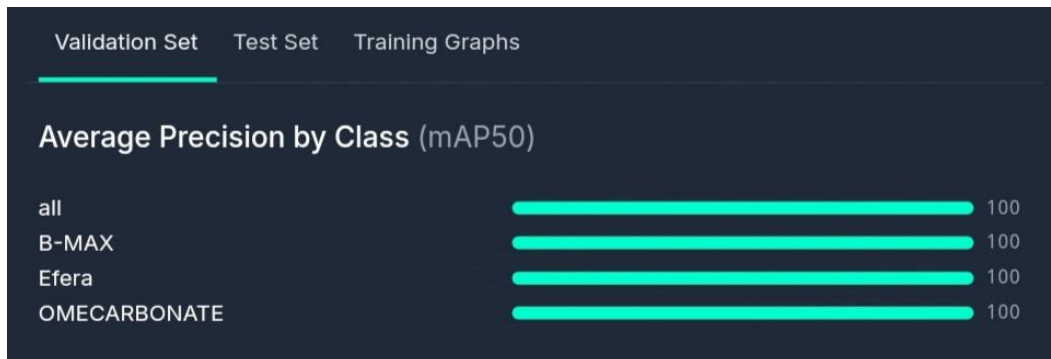 Validation Set Test Set Training Graphs
Average Precision by Class (mAP50)
all 100
B-MAX 100
Efera 100
OMECARBONATE 100